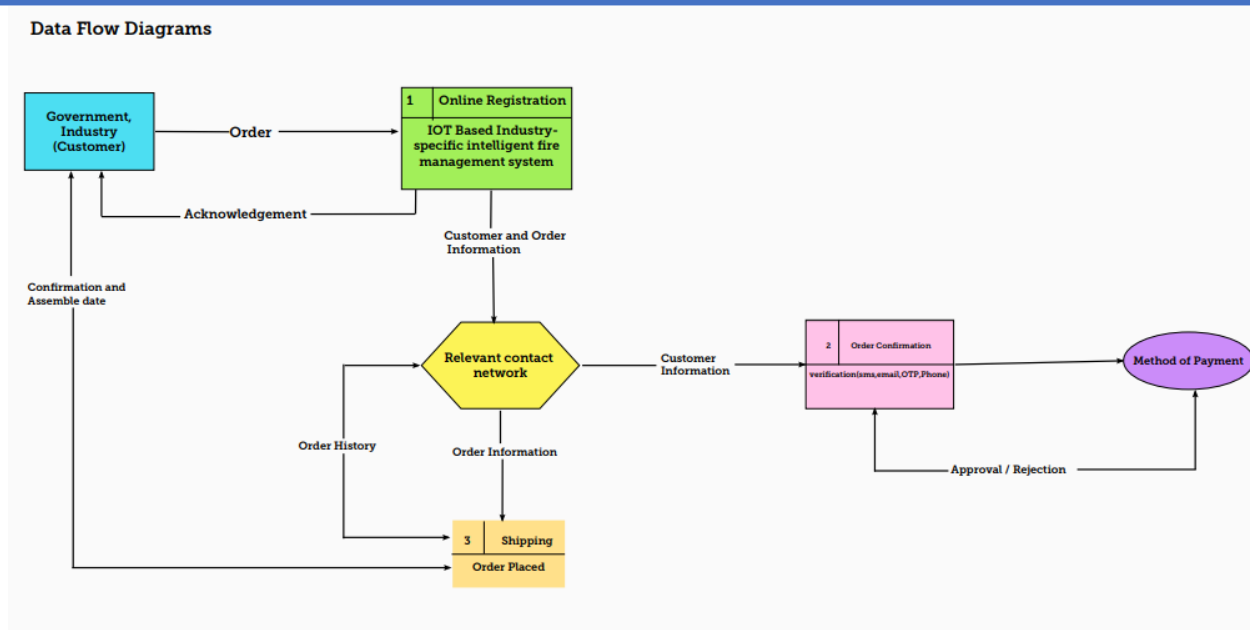 Data Flow Diagrams
Government,
Industry
(Customer)
Order
1 Online Registration
IOT Based Industry-
specific intelligent fire
management system
Acknowledgement
Customer and Order
Information
Confirmation and
Assemble date
Relevant contact
network
Customer
Information
2 Order Confirmation
verification(sms,email,OTP,Phone)
Method of Payment
Order History
Order Information
Approval / Rejection
3 Shipping
Order Placed